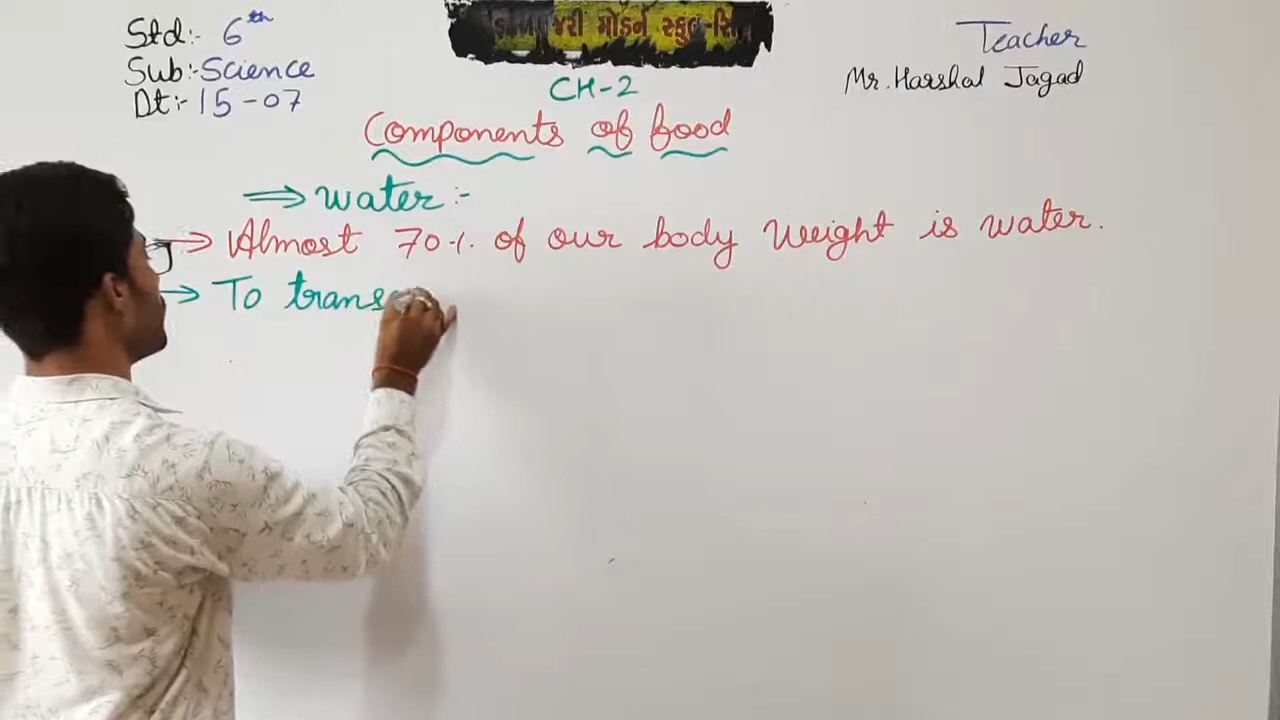 Std:- 6th
Sub:-Science
Dt:- 15-07
મોડર્ન સ્કુલ-
Teacher
Mr. Harshal Jagad
CH-2
Components of food
⇒ water :-
→ Almost 70% of our body weight is water.
→ To trans